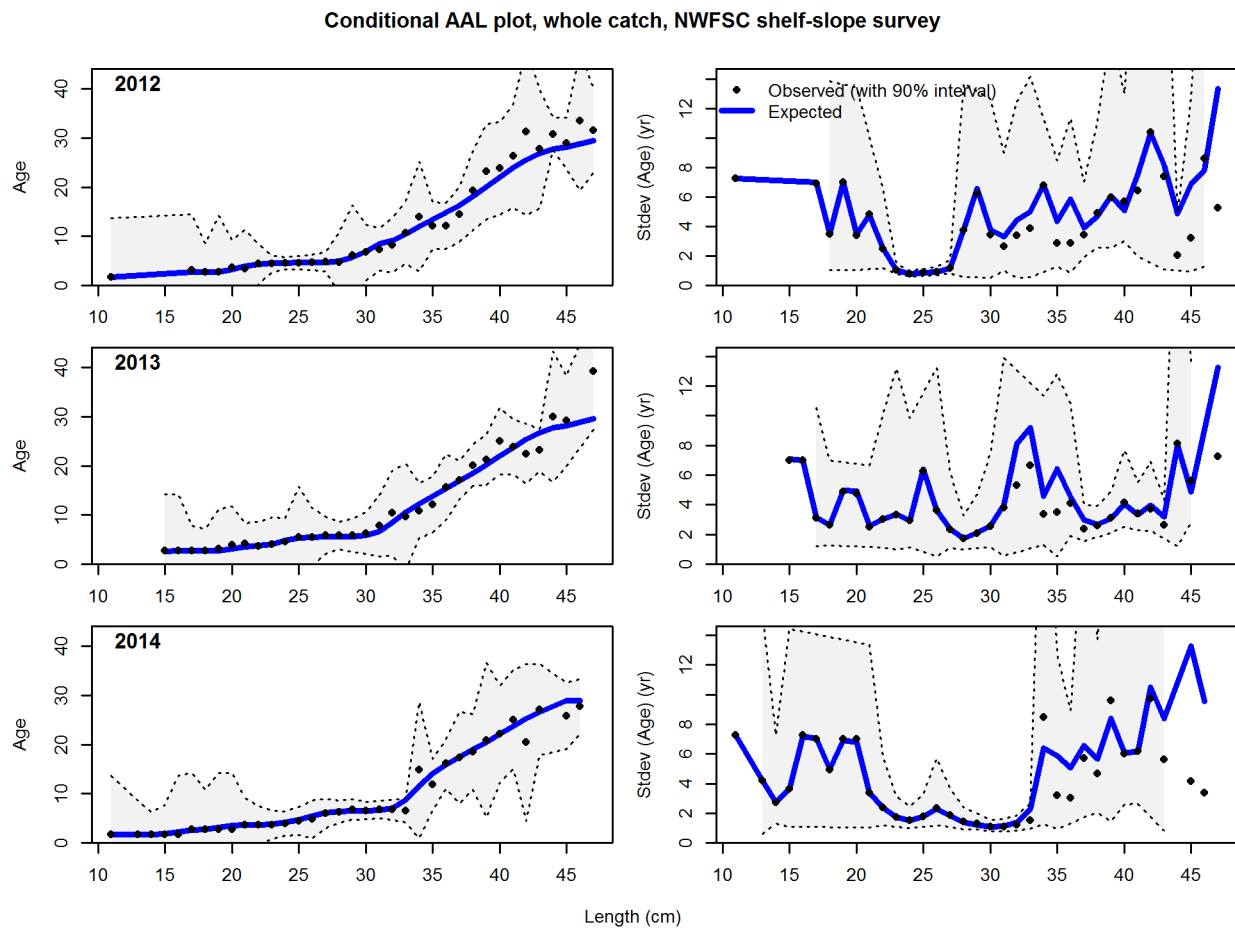 Conditional AAL plot, whole catch, NWFSC shelf-slope survey
2012
Age
0 10 20 30 40
10 15 20 25 30 35 40 45
Observed (with 90% interval)
Expected
Stdev (Age) (yr)
0 2 4 6 8 12
10 15 20 25 30 35 40 45
2013
Age
0 10 20 30 40
10 15 20 25 30 35 40 45
Stdev (Age) (yr)
0 2 4 6 8 12
10 15 20 25 30 35 40 45
2014
Age
0 10 20 30 40
10 15 20 25 30 35 40 45
Stdev (Age) (yr)
0 2 4 6 8 12
10 15 20 25 30 35 40 45
Length (cm)